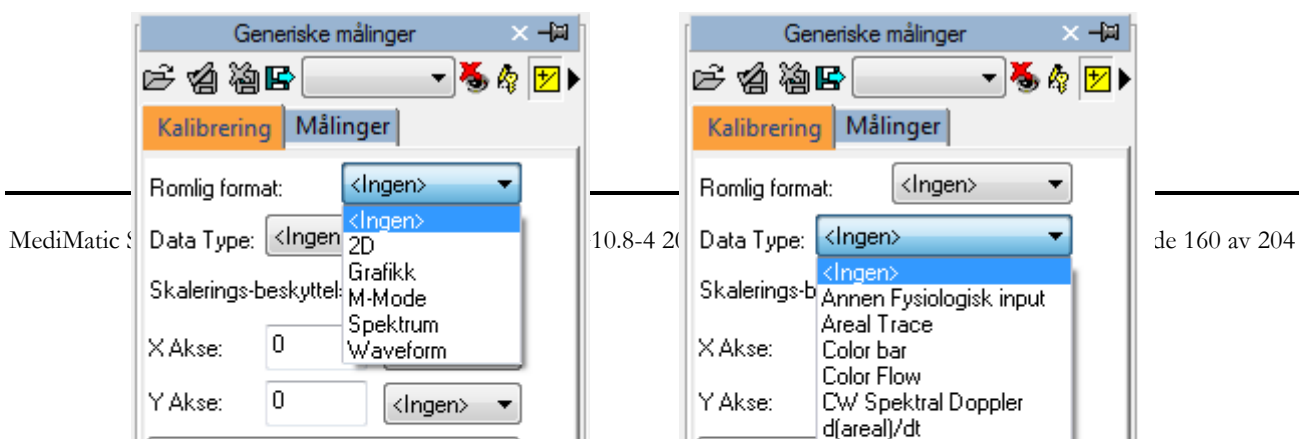 Generiske målinger
Kalibrering Målinger
Romlig format: <Ingen>
<Ingen>
2D
Grafikk
M-Mode
Spektrum
Waveform
Data Type: <Ingen
Skalerings-beskyttel
X Akse: 0
Y Akse: 0 <Ingen>
Generiske målinger
Kalibrering Målinger
Romlig format: <Ingen>
Data Type: <Ingen>
<Ingen>
Annen Fysiologisk input
Areal Trace
Color bar
Color Flow
CW Spektral Doppler
d(areal)/dt
Skalerings-b
X Akse:
Y Akse:
MediMatic 10.8-4 20 de 160 av 204